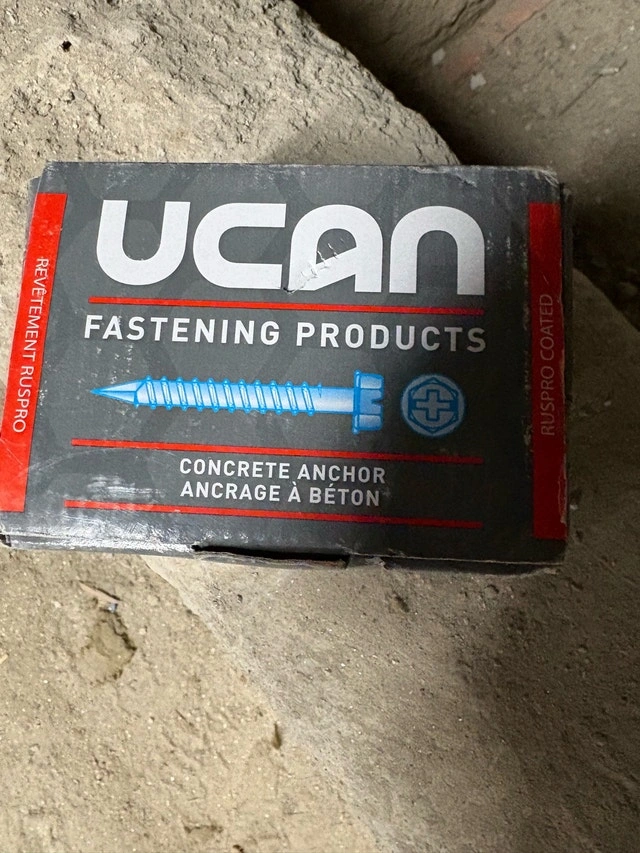 UCAN
FASTENING PRODUCTS
CONCRETE ANCHOR
ANCRAGE À BÉTON
REVÊTEMENT RUSPRO
RUSPRO COATED